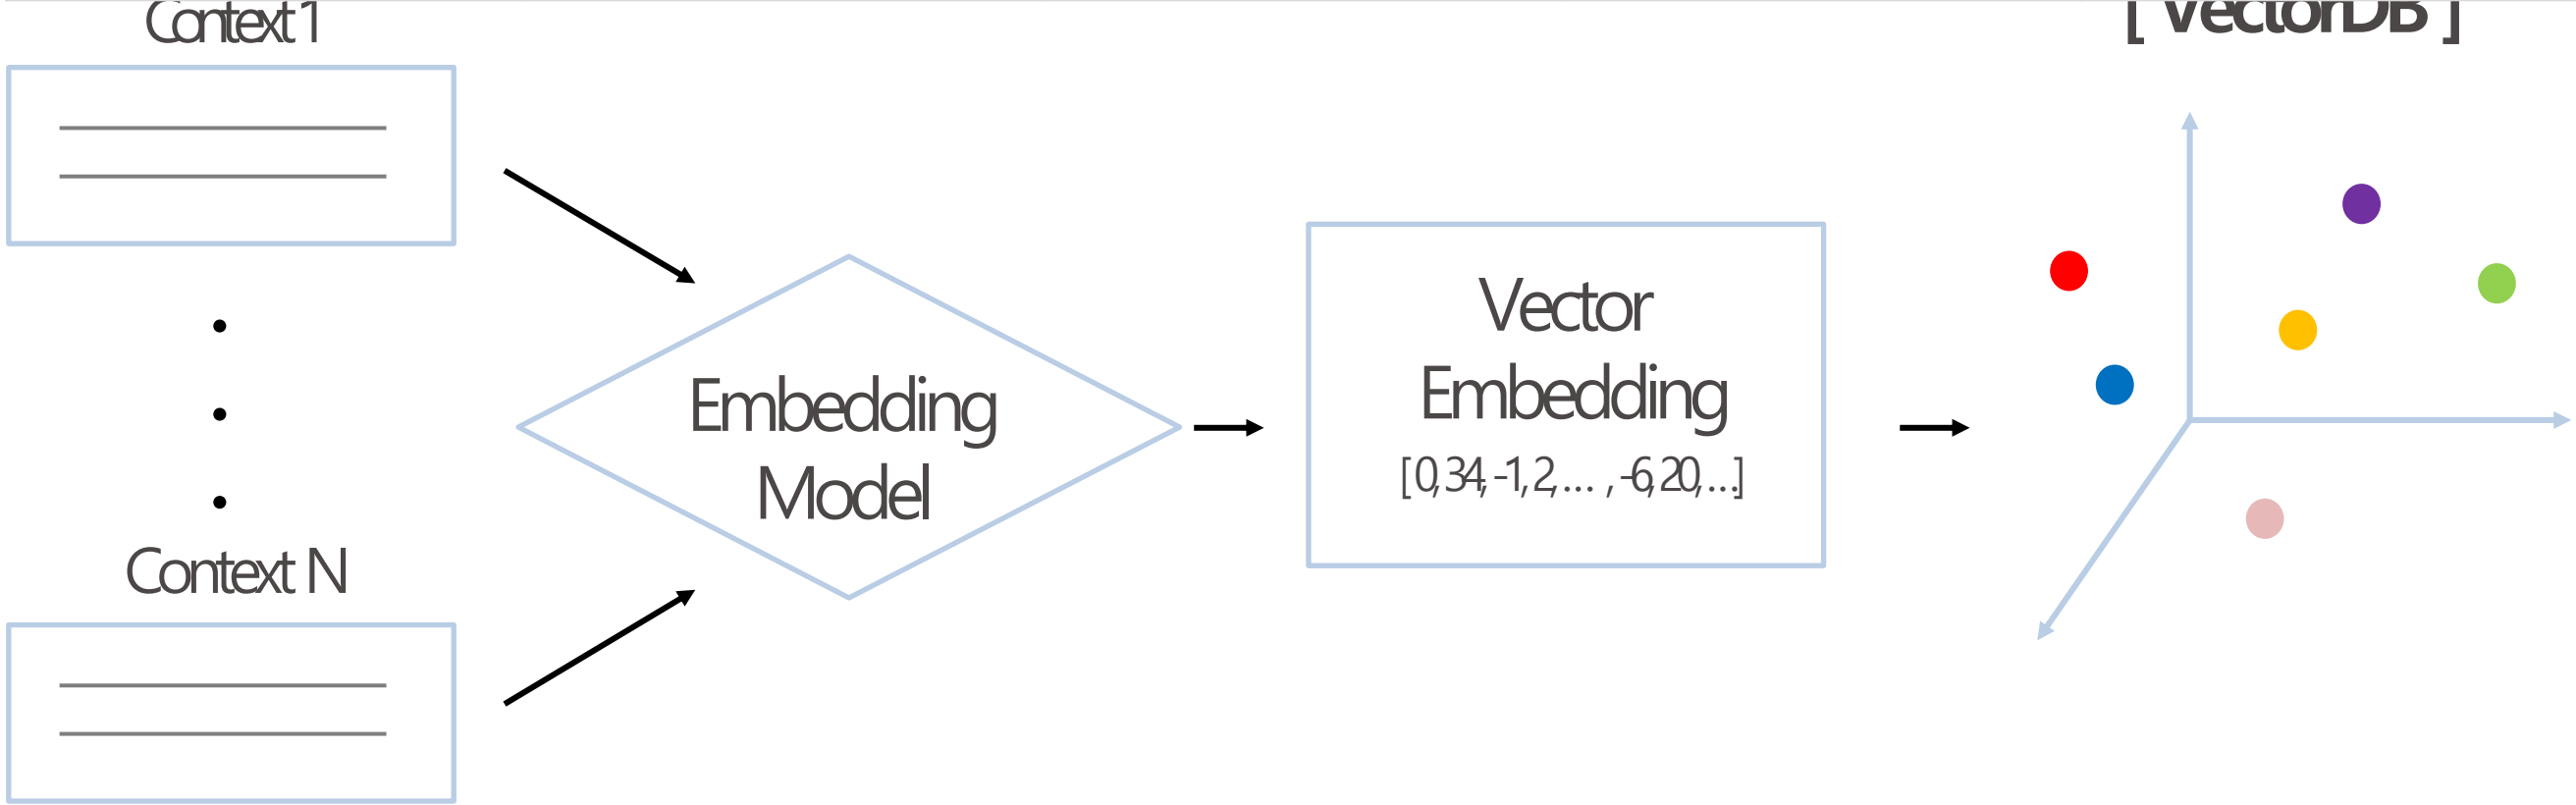 Context 1
[ VectorDB ]
Embedding
Model
Vector
Embedding
[0,34,-1,2,... ,-6,20,...]
Context N